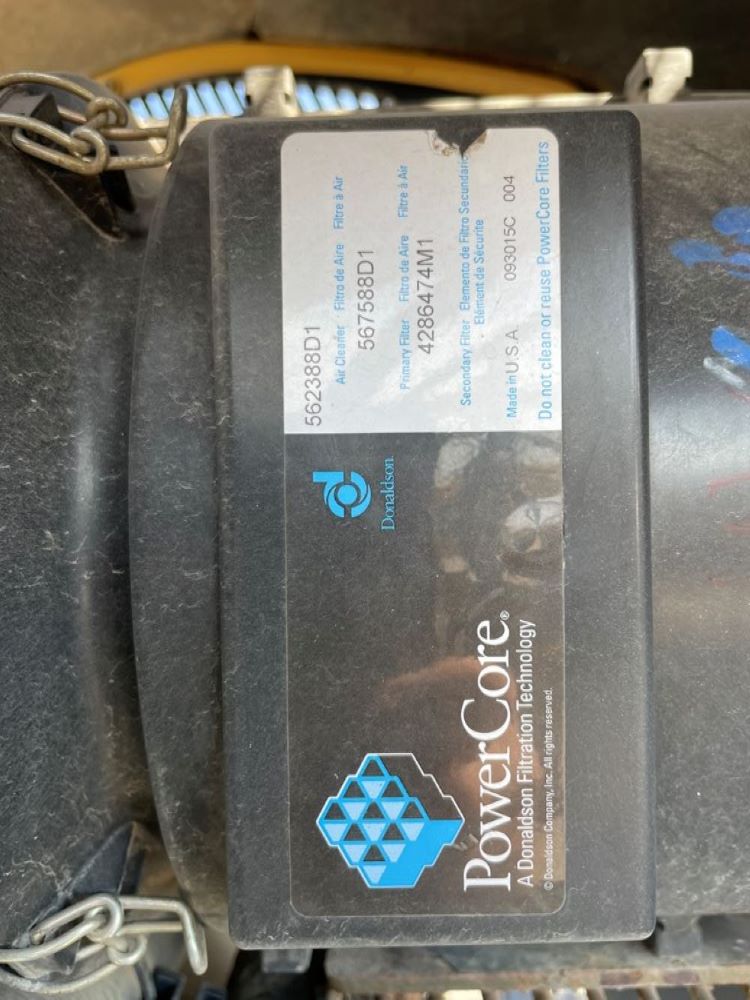 PowerCore®
A Donaldson Filtration Technology
© Donaldson Company, Inc. All rights reserved.
Donaldson
562388D1
Air Cleaner Filtro de Aire Filtre à Air
567588D1
Primary Filter Filtro de Aire Filtre à Air
4286474M1
Secondary Filter Elemento de Filtro Secundario
Elément de Sécurite
Made in U.S.A 093015C 004
Do not clean or reuse PowerCore Filters